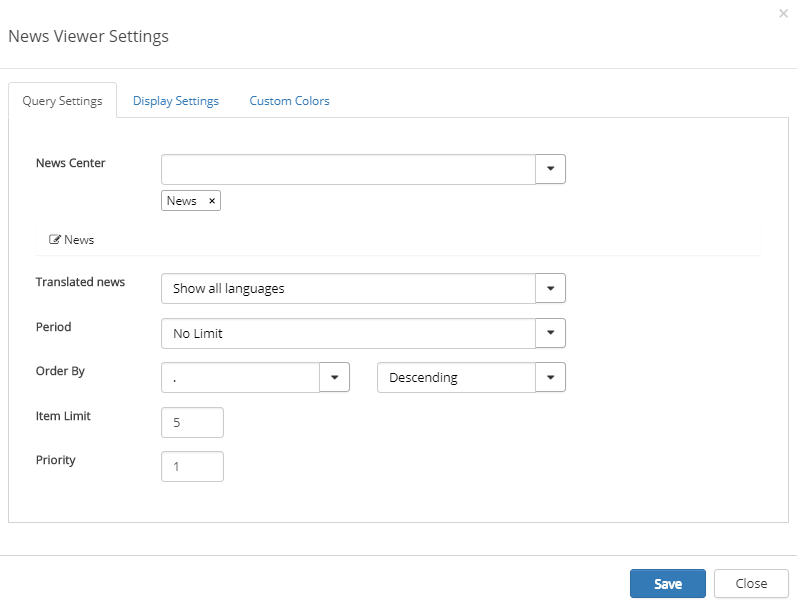 ×
News Viewer Settings
Query Settings Display Settings Custom Colors
News Center
News ×
News
Translated news Show all languages
Period No Limit
Order By . Descending
Item Limit 5
Priority 1
Save Close